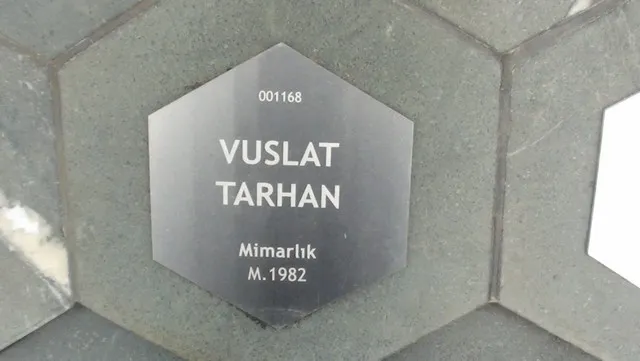 001168
VUSLAT
TARHAN
Mimarlık
M.1982